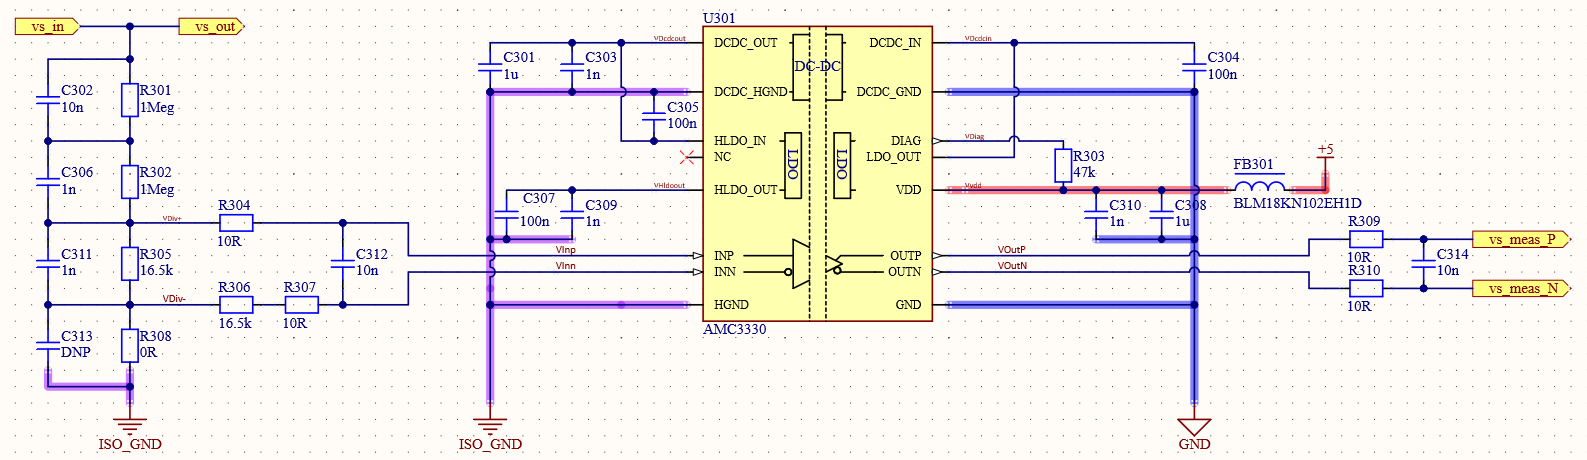 vs_in
vs_out
C302
10n
R301
1Meg
C306
1n
R302
1Meg
VDiv+
R304
10R
C311
1n
R305
16.5k
C312
10n
VDiv-
R306
16.5k
R307
10R
C313
DNP
R308
0R
ISO_GND
C301
1u
C303
1n
VDcdcout
C305
100n
VHldoout
C307
100n
C309
1n
VInp
VInn
ISO_GND
U301
DCDC_OUT
DCDC_IN
DC-DC
DCDC_HGND
DCDC_GND
HLDO_IN
DIAG
NC
LDO_OUT
LDO
LDO
HLDO_OUT
VDD
INP
OUTP
INN
OUTN
HGND
GND
AMC3330
VDcdcin
C304
100n
VDiag
R303
47k
Vvdd
C310
1n
C308
1u
FB301
BLM18KN102EH1D
+5
VOutP
VOutN
R309
10R
R310
10R
C314
10n
vs_meas_P
vs_meas_N
GND